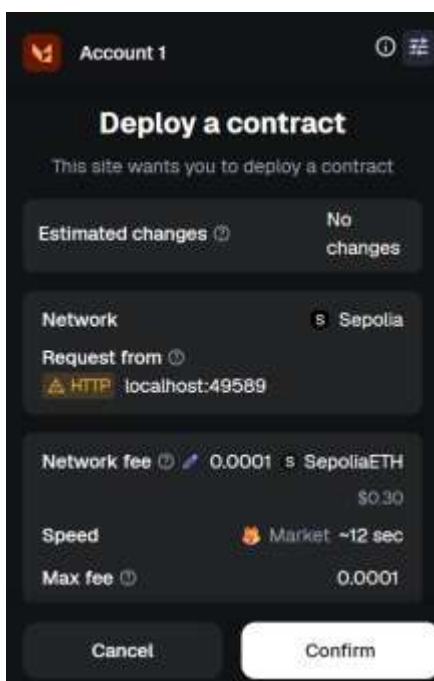 Account 1
Deploy a contract
This site wants you to deploy a contract
Estimated changes No changes
Network Sepolia
Request from
HTTP localhost:49589
Network fee 0.0001 S SepoliaETH
$0.30
Speed Market ~12 sec
Max fee 0.0001
Cancel Confirm